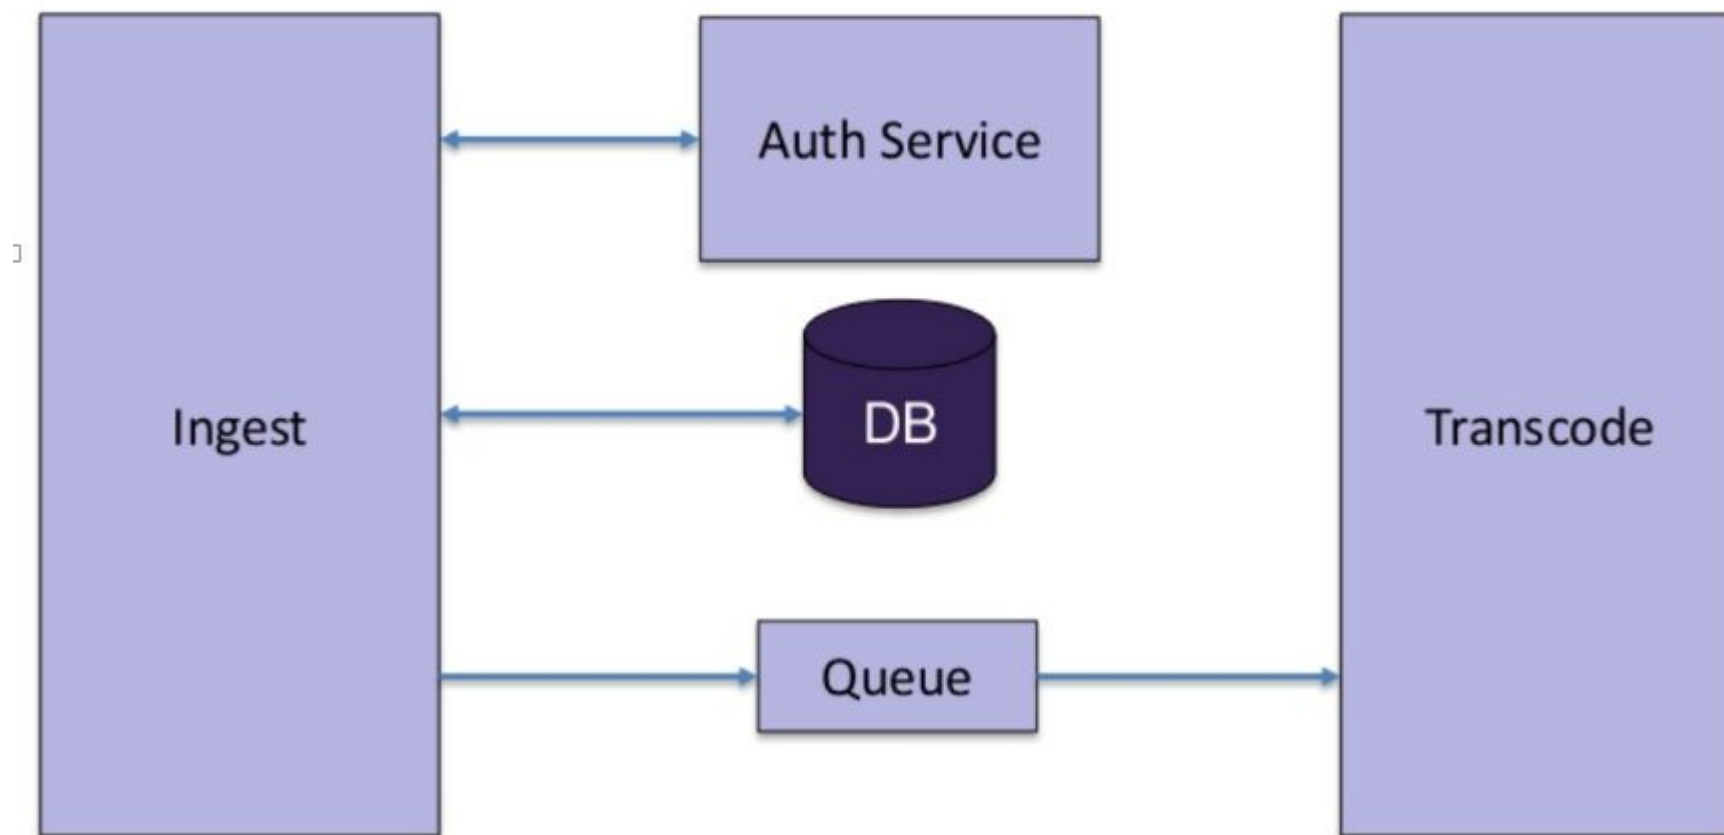 Auth Service
Ingest
DB
Transcode
Queue